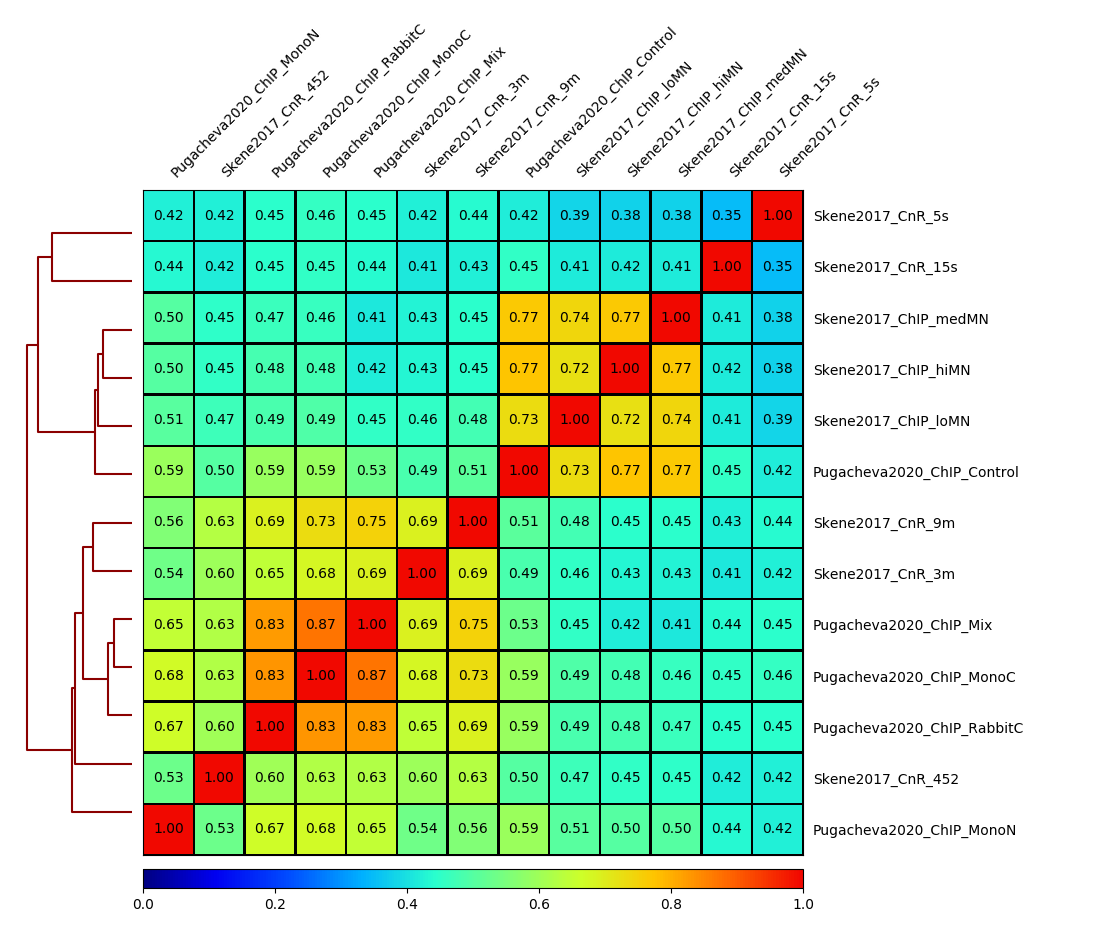 Pugacheva2020_ChIP_MonoN
Skene2017_CnR_452
Pugacheva2020_ChIP_RabbitC
Pugacheva2020_ChIP_MonoC
Pugacheva2020_ChIP_Mix
Skene2017_CnR_3m
Skene2017_CnR_9m
Pugacheva2020_ChIP_Control
Skene2017_ChIP_loMN
Skene2017_ChIP_hiMN
Skene2017_ChIP_medMN
Skene2017_CnR_15s
Skene2017_CnR_5s
0.42 0.42 0.45 0.46 0.45 0.42 0.44 0.42 0.39 0.38 0.38 0.35 1.00 Skene2017_CnR_5s
0.44 0.42 0.45 0.45 0.44 0.41 0.43 0.45 0.41 0.42 0.41 1.00 0.35 Skene2017_CnR_15s
0.50 0.45 0.47 0.46 0.41 0.43 0.45 0.77 0.74 0.77 1.00 0.41 0.38 Skene2017_ChIP_medMN
0.50 0.45 0.48 0.48 0.42 0.43 0.45 0.77 0.72 1.00 0.77 0.42 0.38 Skene2017_ChIP_hiMN
0.51 0.47 0.49 0.49 0.45 0.46 0.48 0.73 1.00 0.72 0.74 0.41 0.39 Skene2017_ChIP_loMN
0.59 0.50 0.59 0.59 0.53 0.49 0.51 1.00 0.73 0.77 0.77 0.45 0.42 Pugacheva2020_ChIP_Control
0.56 0.63 0.69 0.73 0.75 0.69 1.00 0.51 0.48 0.45 0.45 0.43 0.44 Skene2017_CnR_9m
0.54 0.60 0.65 0.68 0.69 1.00 0.69 0.49 0.46 0.43 0.43 0.41 0.42 Skene2017_CnR_3m
0.65 0.63 0.83 0.87 1.00 0.69 0.75 0.53 0.45 0.42 0.41 0.44 0.45 Pugacheva2020_ChIP_Mix
0.68 0.63 0.83 1.00 0.87 0.68 0.73 0.59 0.49 0.48 0.46 0.45 0.46 Pugacheva2020_ChIP_MonoC
0.67 0.60 1.00 0.83 0.83 0.65 0.69 0.59 0.49 0.48 0.47 0.45 0.45 Pugacheva2020_ChIP_RabbitC
0.53 1.00 0.60 0.63 0.63 0.60 0.63 0.50 0.47 0.45 0.45 0.42 0.42 Skene2017_CnR_452
1.00 0.53 0.67 0.68 0.65 0.54 0.56 0.59 0.51 0.50 0.50 0.44 0.42 Pugacheva2020_ChIP_MonoN
0.0 0.2 0.4 0.6 0.8 1.0